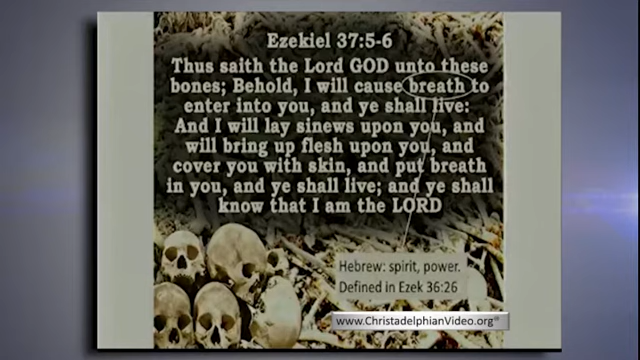 Ezekiel 37:5-6
Thus saith the Lord GOD unto these
bones; Behold, I will cause breath to
enter into you, and ye shall live:
And I will lay sinews upon you, and
will bring up flesh upon you, and
cover you with skin, and put breath
in you, and ye shall live; and ye shall
know that I am the LORD
Hebrew: spirit, power.
Defined in Ezek 36:26
www.ChristadelphianVideo.org